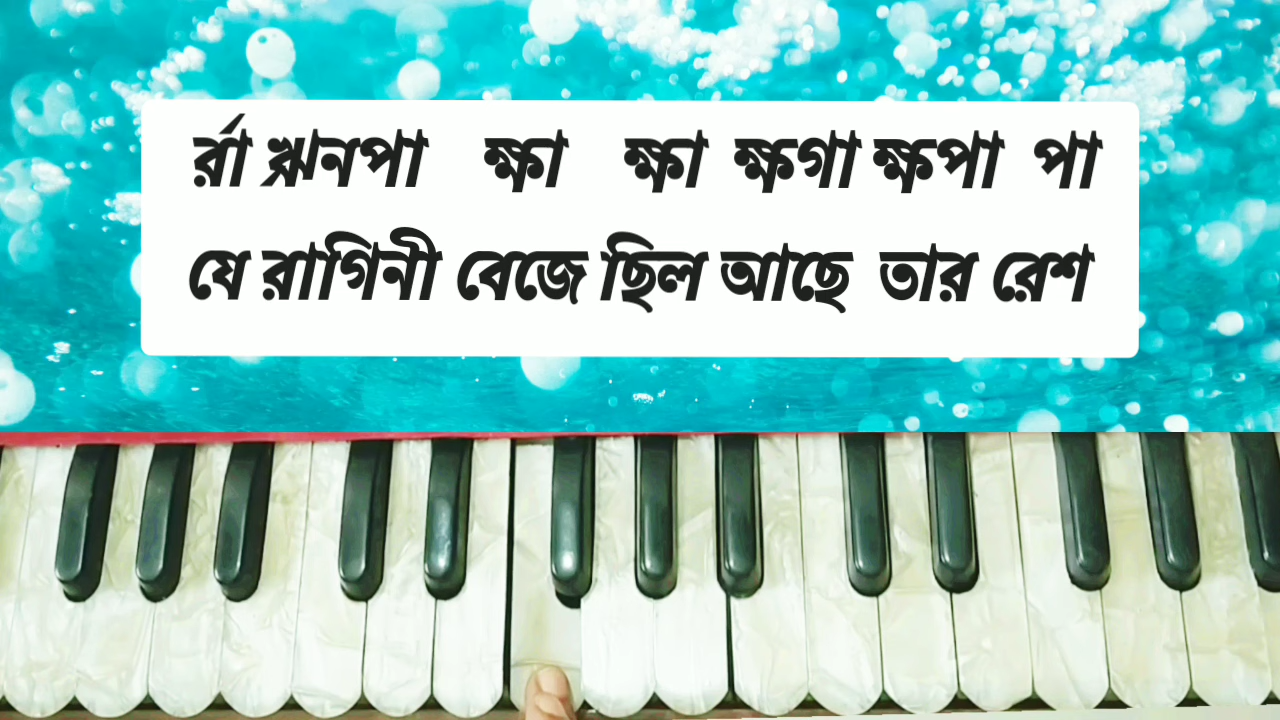 র্রা ঋনপা ক্ষা ক্ষা ক্ষগা ক্ষপা পা
যে রাগিনী বেজে ছিল আছে তার রেশ